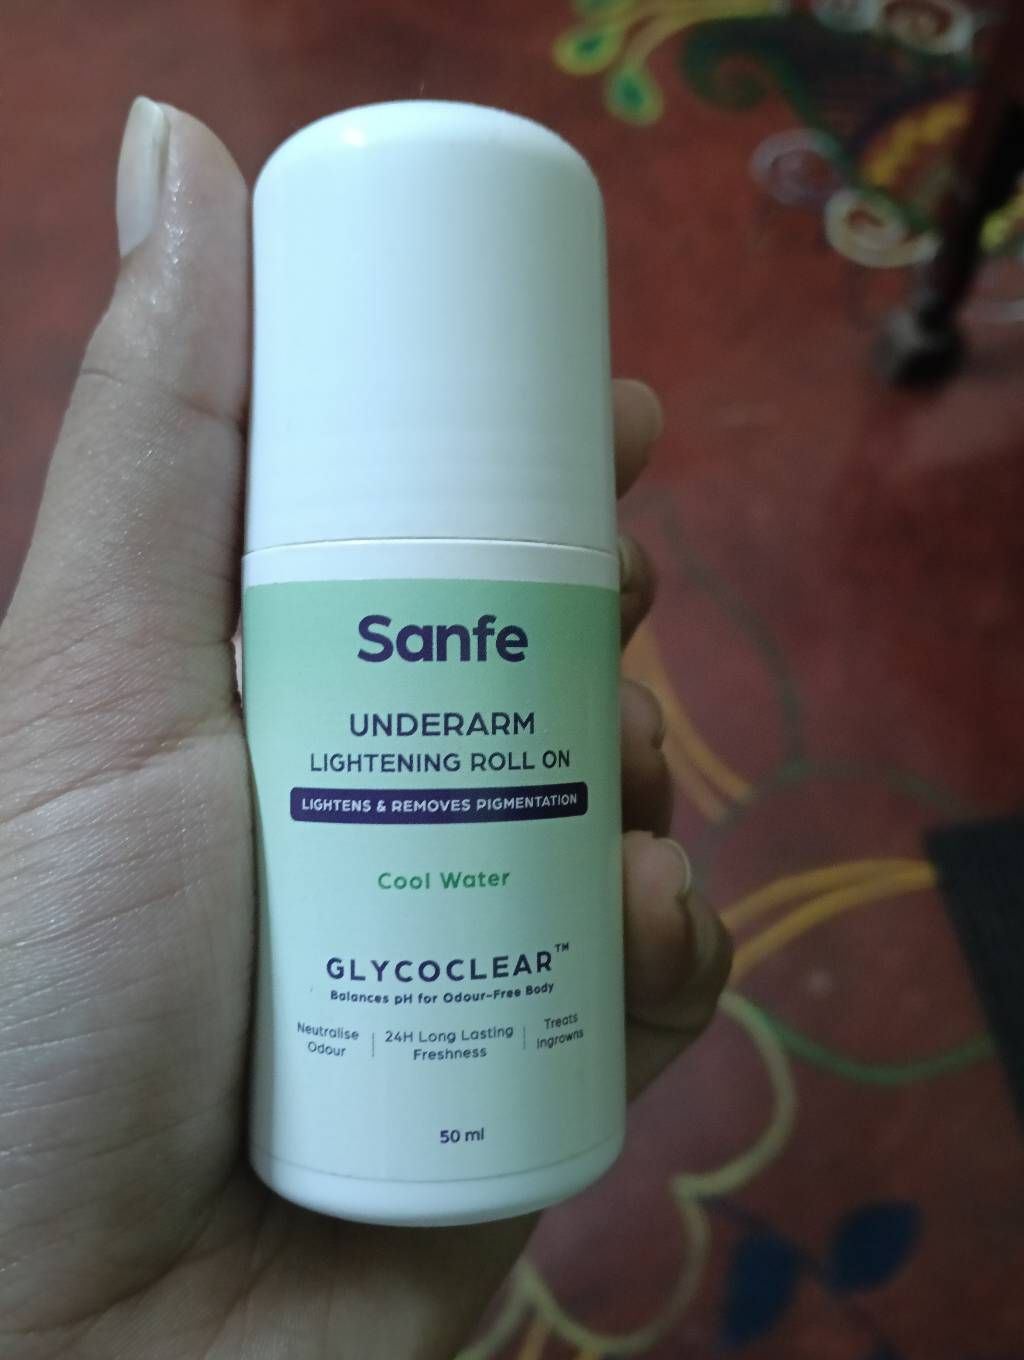 Sanfe
UNDERARM
LIGHTENING ROLL ON
LIGHTENS & REMOVES PIGMENTATION
Cool Water
GLYCOCLEAR™
Balances pH for Odour-Free Body
Neutralise
Odour
24H Long Lasting
Freshness
Treats
Ingrowns
50 ml